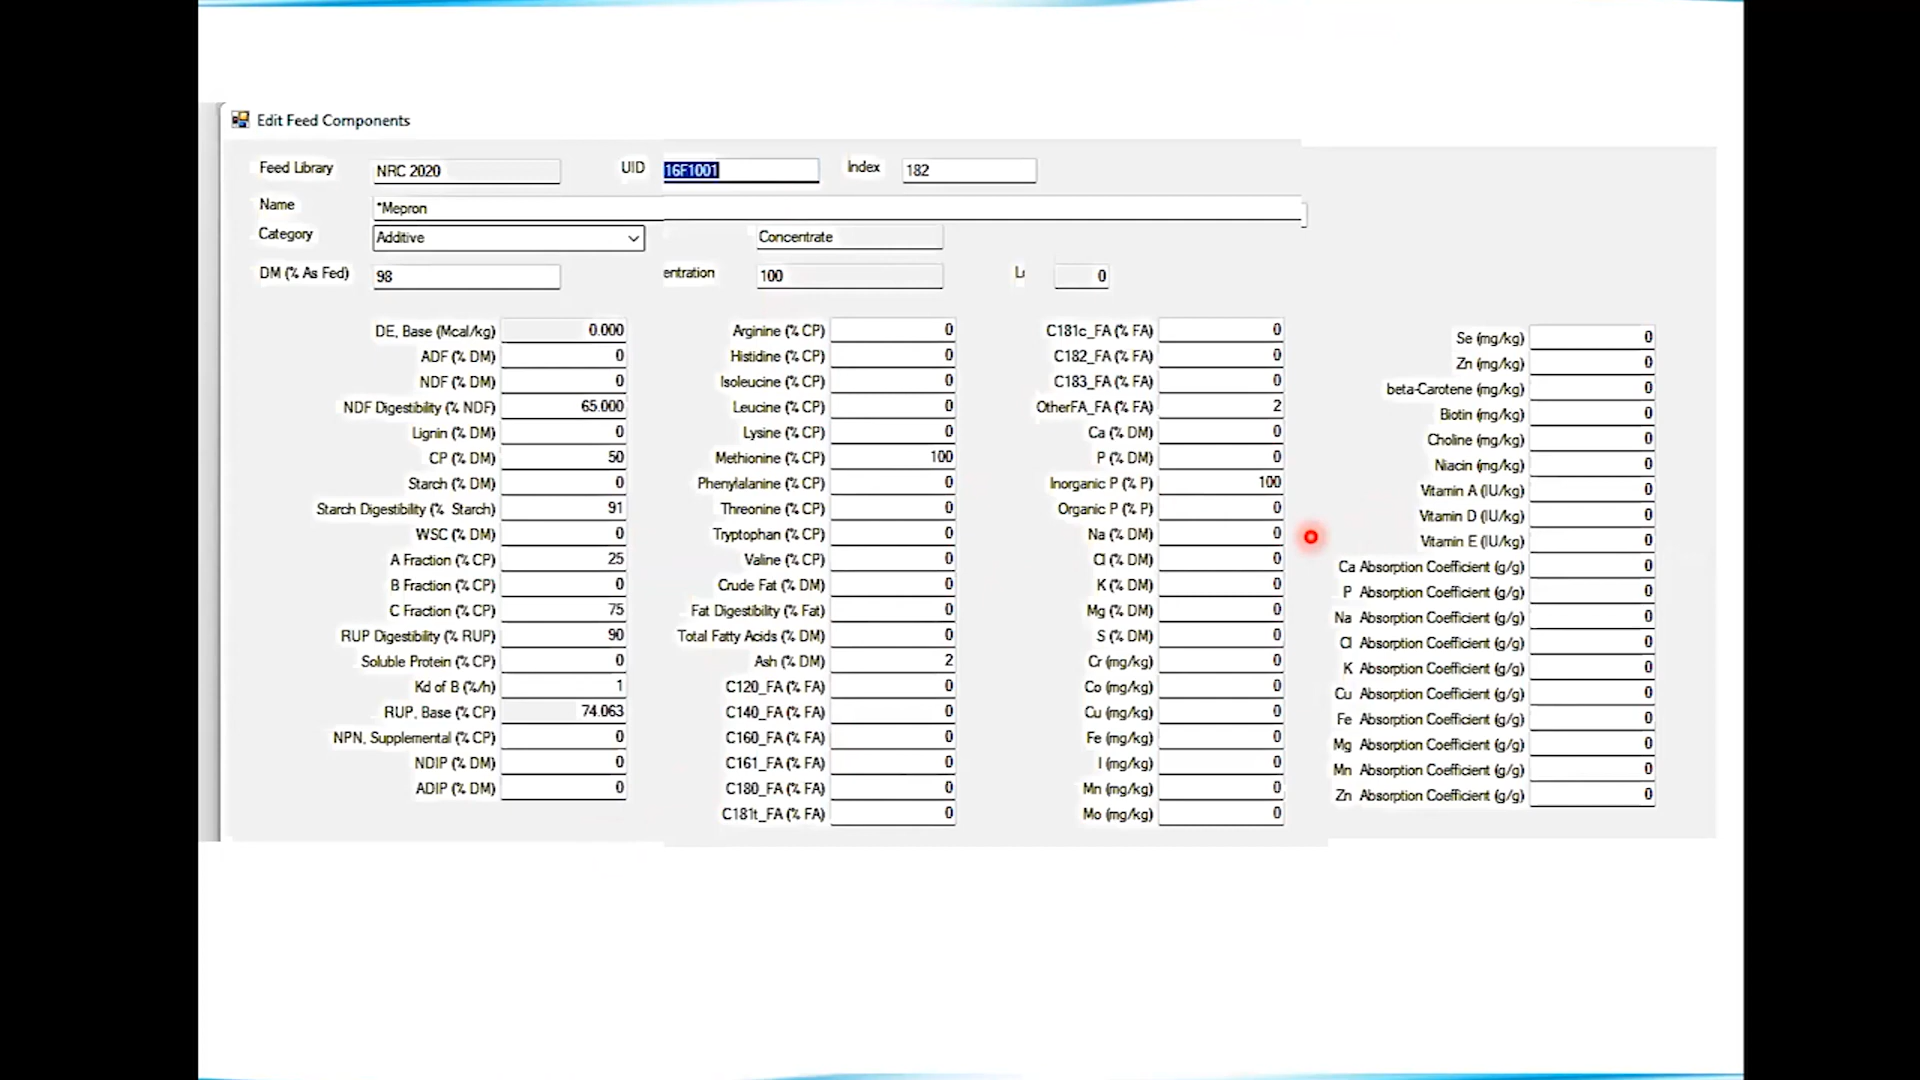 Edit Feed Components
Feed Library NRC 2020 UID 16F1001 Index 182
Name *Mepron
Category Additive Concentrate
DM (% As Fed) 98 entration 100 0
DE, Base (Mcal/kg) 0.000
ADF (% DM) 0
NDF (% DM) 0
NDF Digestibility (% NDF) 65.000
Lignin (% DM) 0
CP (% DM) 50
Starch (% DM) 0
Starch Digestibility (% Starch) 91
WSC (% DM) 0
A Fraction (% CP) 25
B Fraction (% CP) 0
C Fraction (% CP) 75
RUP Digestibility (% RUP) 90
Soluble Protein (% CP) 0
Kd of B (%/h) 1
RUP, Base (% CP) 74.063
NPN, Supplemental (% CP) 0
NDIP (% DM) 0
ADIP (% DM) 0
Arginine (% CP) 0
Histidine (% CP) 0
Isoleucine (% CP) 0
Leucine (% CP) 0
Lysine (% CP) 0
Methionine (% CP) 100
Phenylalanine (% CP) 0
Threonine (% CP) 0
Tryptophan (% CP) 0
Valine (% CP) 0
Crude Fat (% DM) 0
Fat Digestibility (% Fat) 0
Total Fatty Acids (% DM) 0
Ash (% DM) 2
C120_FA (% FA) 0
C140_FA (% FA) 0
C160_FA (% FA) 0
C161_FA (% FA) 0
C180_FA (% FA) 0
C181t_FA (% FA) 0
C181c_FA (% FA) 0
C182_FA (% FA) 0
C183_FA (% FA) 0
OtherFA_FA (% FA) 2
Ca (% DM) 0
P (% DM) 0
Inorganic P (% P) 100
Organic P (% P) 0
Na (% DM) 0
Cl (% DM) 0
K (% DM) 0
Mg (% DM) 0
S (% DM) 0
Cr (mg/kg) 0
Co (mg/kg) 0
Cu (mg/kg) 0
Fe (mg/kg) 0
I (mg/kg) 0
Mn (mg/kg) 0
Mo (mg/kg) 0
Se (mg/kg) 0
Zn (mg/kg) 0
beta-Carotene (mg/kg) 0
Biotin (mg/kg) 0
Choline (mg/kg) 0
Niacin (mg/kg) 0
Vitamin A (IU/kg) 0
Vitamin D (IU/kg) 0
Vitamin E (IU/kg) 0
Ca Absorption Coefficient (g/g) 0
P Absorption Coefficient (g/g) 0
Na Absorption Coefficient (g/g) 0
Cl Absorption Coefficient (g/g) 0
K Absorption Coefficient (g/g) 0
Cu Absorption Coefficient (g/g) 0
Fe Absorption Coefficient (g/g) 0
Mg Absorption Coefficient (g/g) 0
Mn Absorption Coefficient (g/g) 0
Zn Absorption Coefficient (g/g) 0